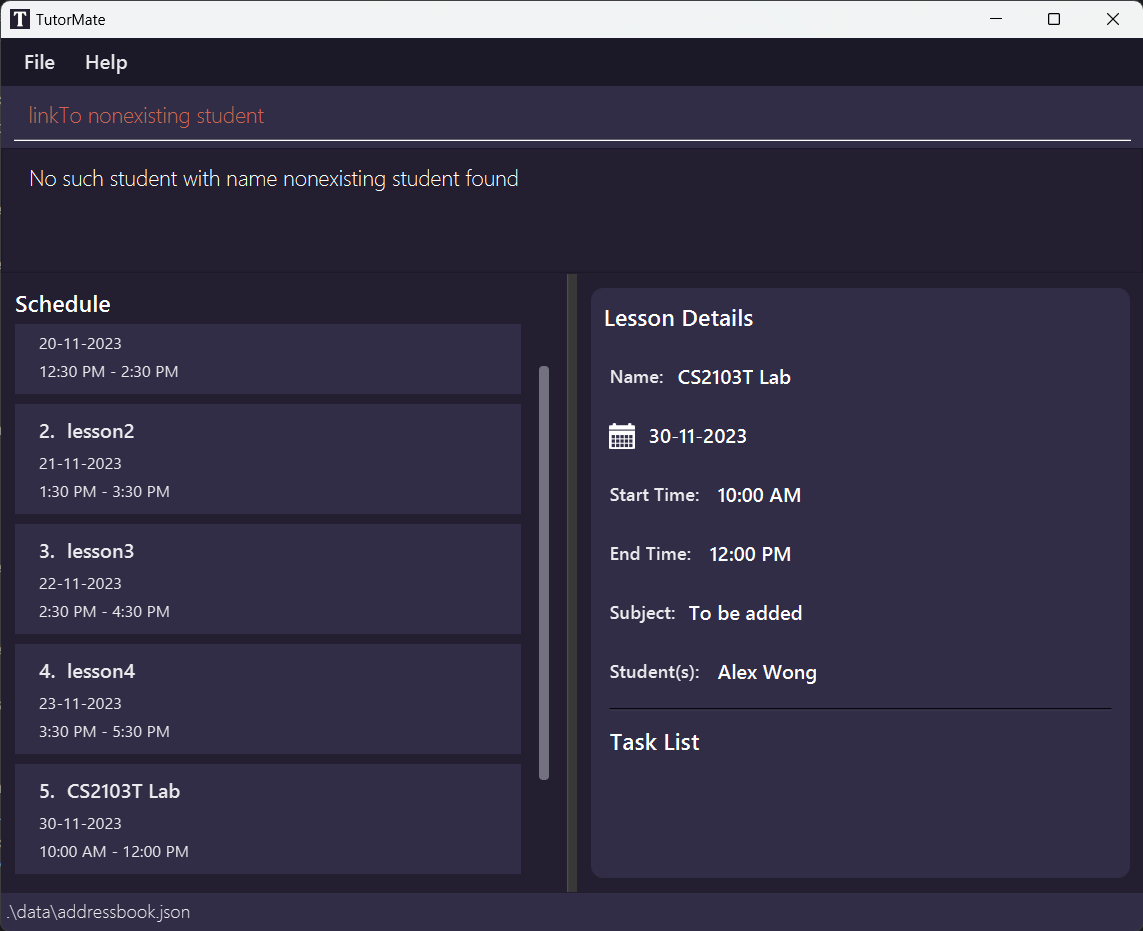 TutorMate
File Help
linkTo nonexisting student
No such student with name nonexisting student found
Schedule
20-11-2023
12:30 PM - 2:30 PM
2. lesson2
21-11-2023
1:30 PM - 3:30 PM
3. lesson3
22-11-2023
2:30 PM - 4:30 PM
4. lesson4
23-11-2023
3:30 PM - 5:30 PM
5. CS2103T Lab
30-11-2023
10:00 AM - 12:00 PM
Lesson Details
Name: CS2103T Lab
30-11-2023
Start Time: 10:00 AM
End Time: 12:00 PM
Subject: To be added
Student(s): Alex Wong
Task List
.\data\addressbook.json